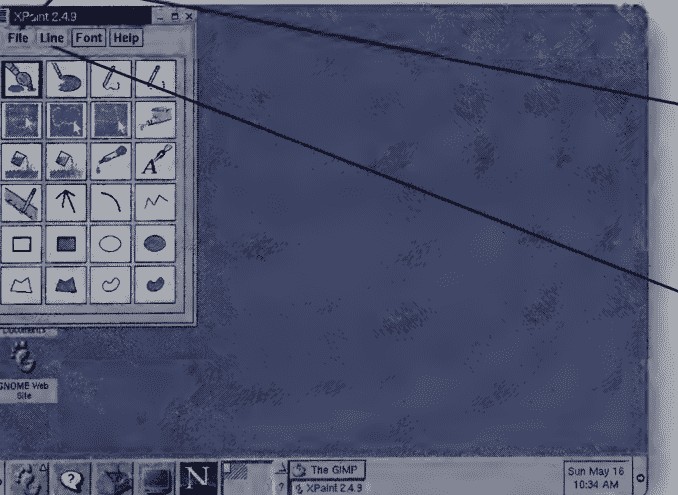 XPaint 2.4.9
File Line Font Help
A
Documents
GNOME Web
Site
?
N
The GIMP
?
XPaint 2.4.9
Sun May 16
10:34 AM